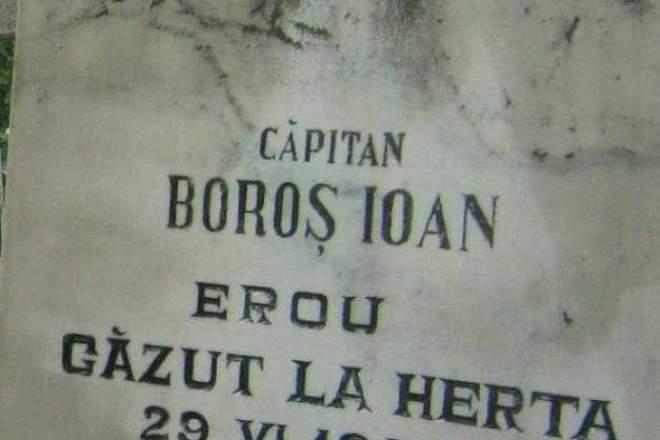 CĂPITAN
BOROȘ IOAN
EROU
CĂZUT LA HERTA
29 VI